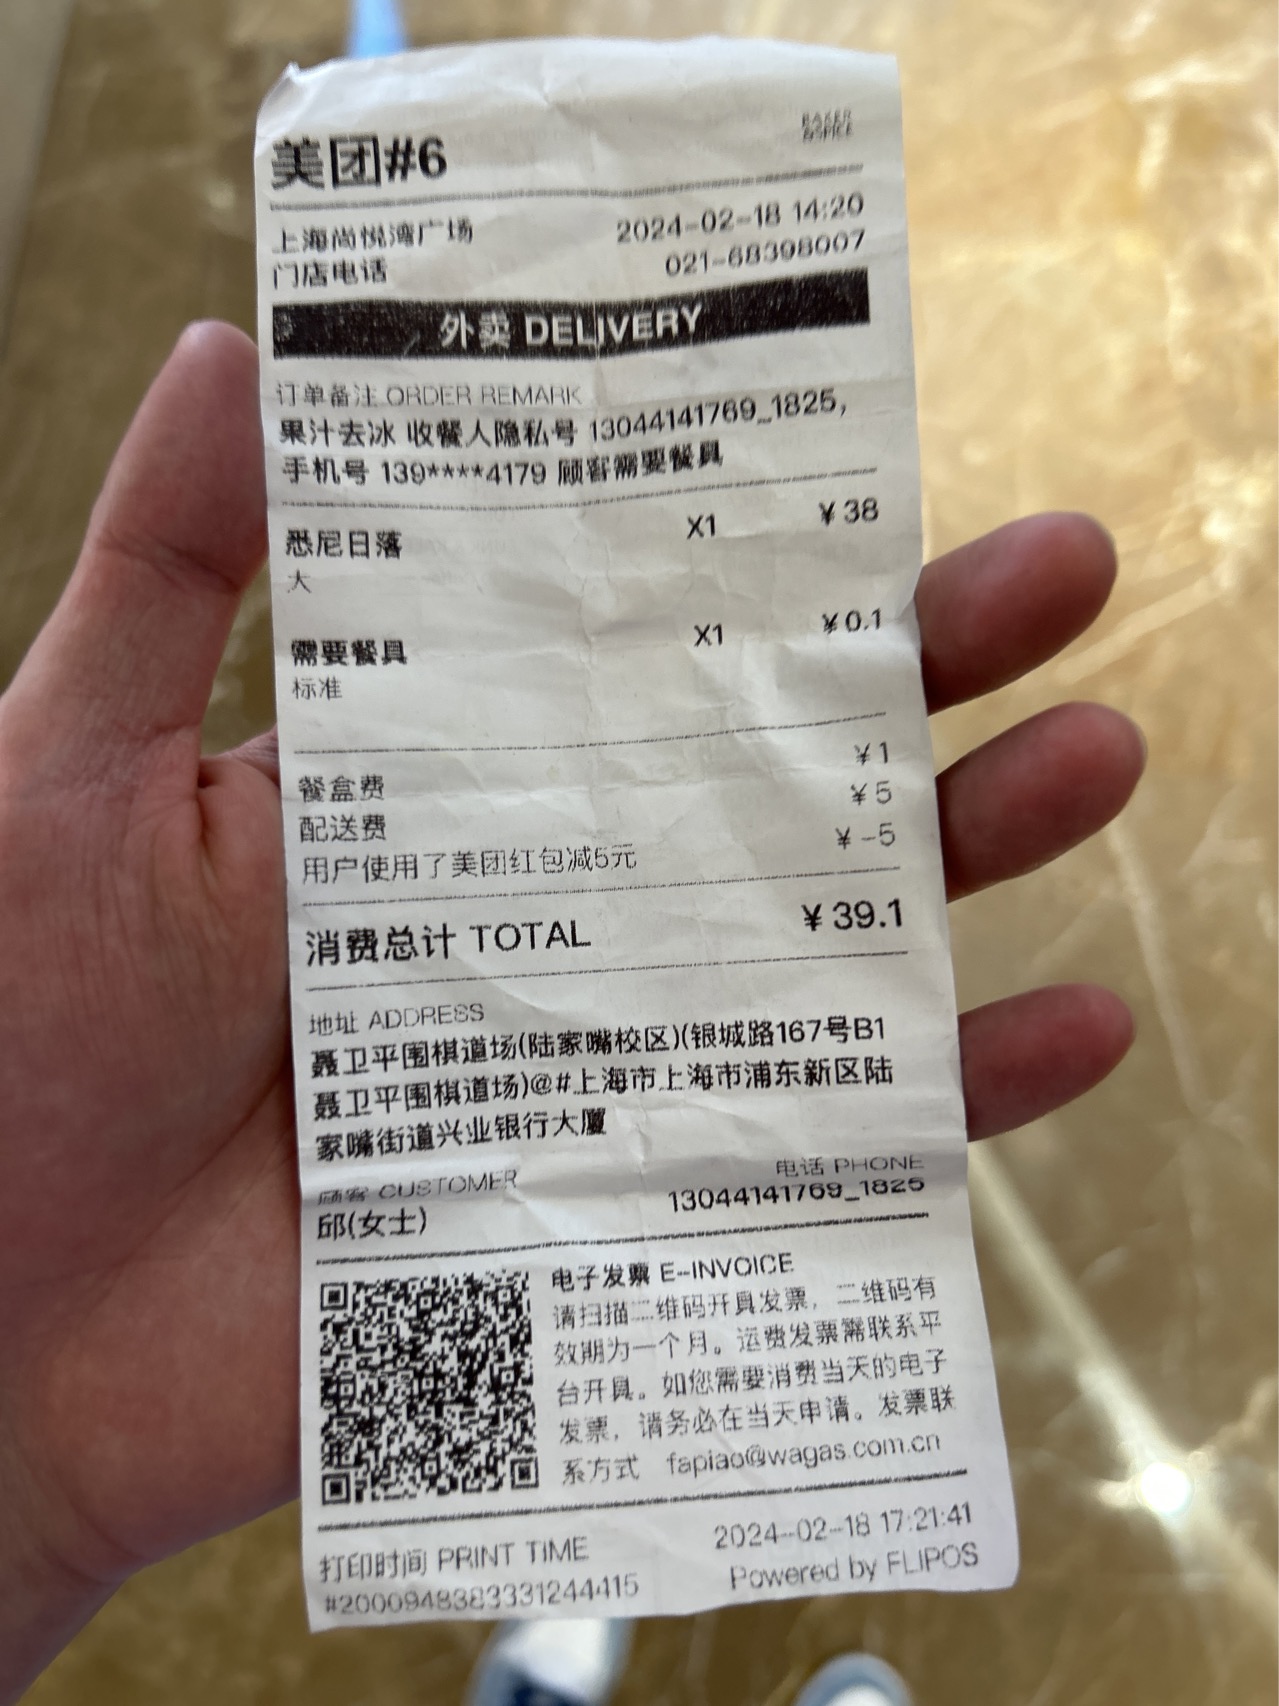 美团#6
BAKER
&SPICE
上海尚悦湾广场 2024-02-18 14:20
门店电话 021-68398007
外卖 DELIVERY
订单备注 ORDER REMARK
果汁去冰 收餐人隐私号 13044141769_1825,
手机号 139****4179 顾客需要餐具
悉尼日落 X1 ¥38
大
需要餐具 X1 ¥0.1
标准
餐盒费 ¥1
配送费 ¥5
用户使用了美团红包减5元 ¥-5
消费总计 TOTAL ¥39.1
地址 ADDRESS
聂卫平围棋道场(陆家嘴校区)(银城路167号B1
聂卫平围棋道场)@#上海市上海市浦东新区陆
家嘴街道兴业银行大厦
顾客 CUSTOMER 电话 PHONE
邱(女士) 13044141769_1825
电子发票 E-INVOICE
请扫描二维码开具发票，二维码有
效期为一个月。运费发票需联系平
台开具。如您需要消费当天的电子
发票，请务必在当天申请。发票联
系方式 fapiao@wagas.com.cn
打印时间 PRINT TIME 2024-02-18 17:21:41
#2000948383331244415 Powered by FLIPOS